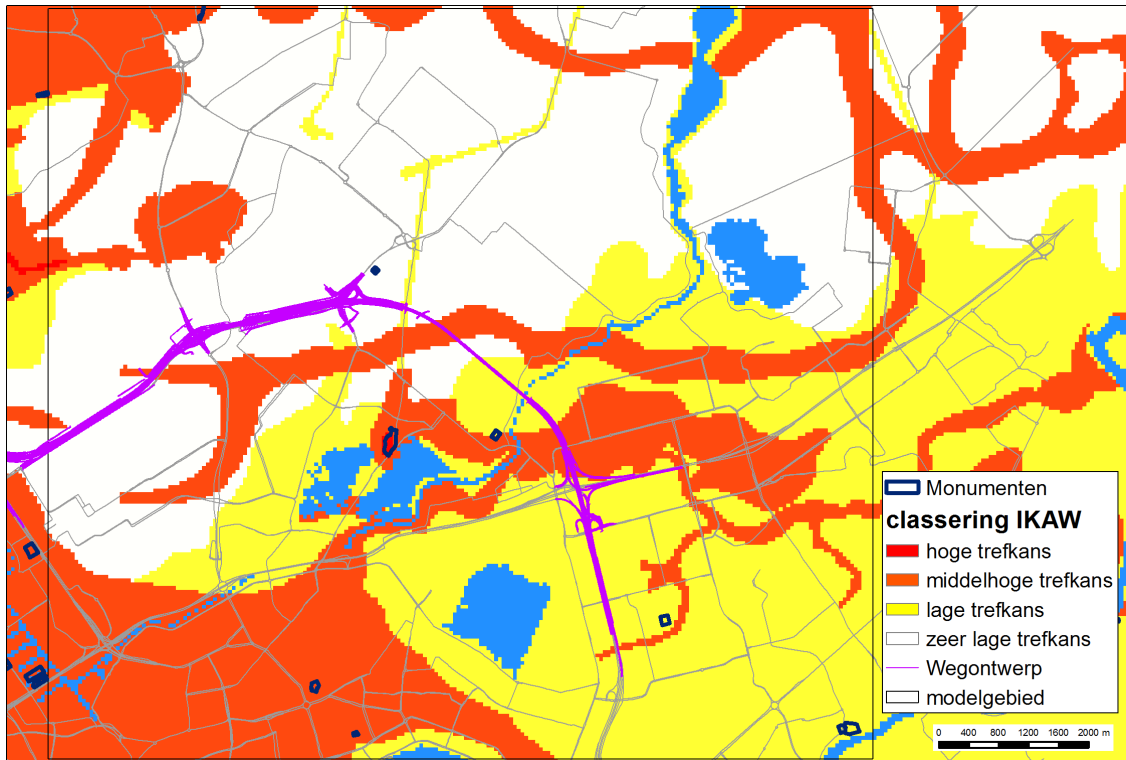 Monumenten
classering IKAW
hoge trefkans
middelhoge trefkans
lage trefkans
zeer lage trefkans
Wegontwerp
modelgebied
0 400 800 1200 1600 2000 m